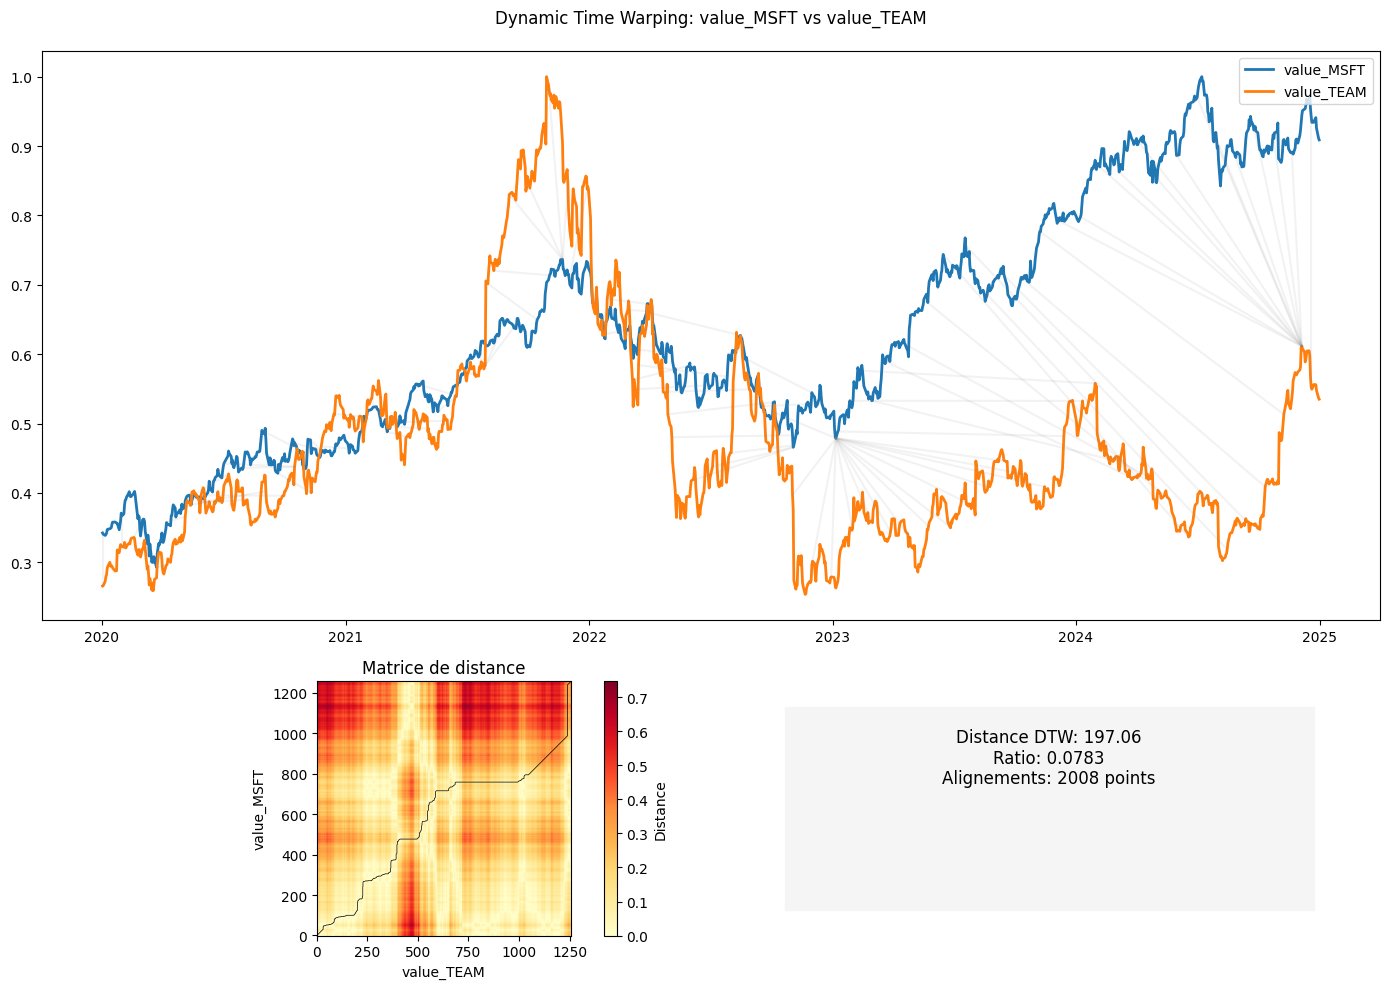 Dynamic Time Warping: value_MSFT vs value_TEAM
value_MSFT
value_TEAM
1.0
0.9
0.8
0.7
0.6
0.5
0.4
0.3
2020 2021 2022 2023 2024 2025
Matrice de distance
value_MSFT
1200
1000
800
600
400
200
0
0 250 500 750 1000 1250
value_TEAM
0.7
0.6
0.5
0.4
0.3
0.2
0.1
0.0
Distance
Distance DTW: 197.06
Ratio: 0.0783
Alignements: 2008 points